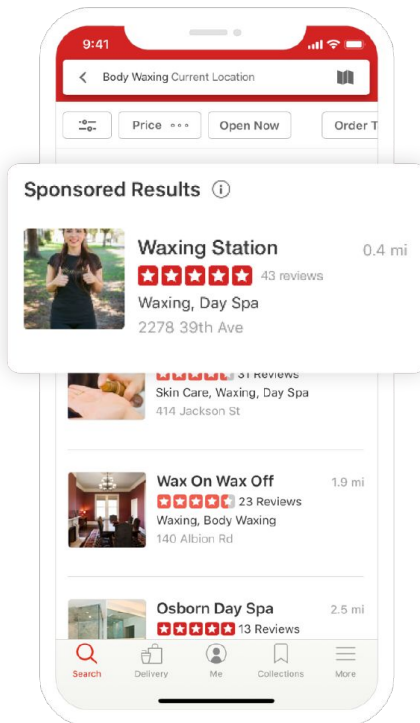 9:41
Body Waxing Current Location
Price
Open Now
Order T
Sponsored Results
Waxing Station
0.4 mi
43 reviews
Waxing, Day Spa
2278 39th Ave
31 Reviews
Skin Care, Waxing, Day Spa
414 Jackson St
Wax On Wax Off
1.9 mi
23 Reviews
Waxing, Body Waxing
140 Albion Rd
Osborn Day Spa
2.5 mi
13 Reviews
Search
Delivery
Me
Collections
More